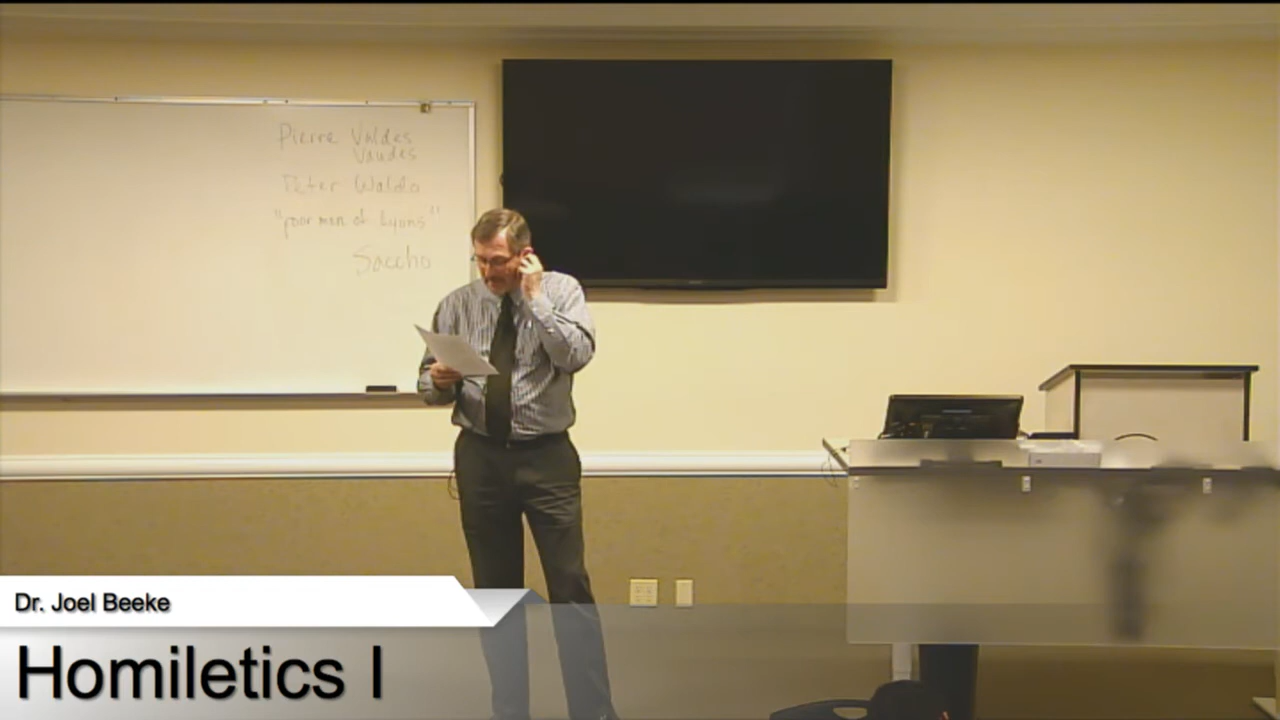 Pierre Valdes
Vaudes
Peter Waldo
"poor men of Lyons"
Saccho
Dr. Joel Beeke
Homiletics I